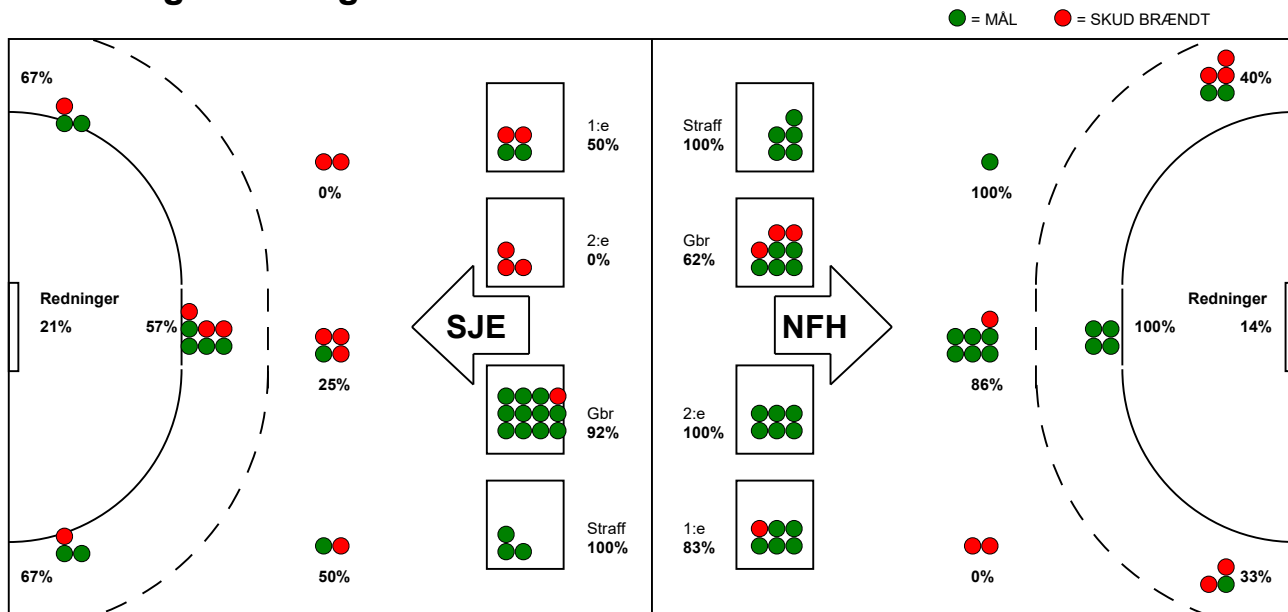 = MÅL = SKUD BRÆNDT
67%
40%
1:e
50%
Straff
100%
0%
100%
2:e
0%
Gbr
62%
Redninger
21%
57%
SJE
NFH
100%
Redninger
14%
25%
86%
Gbr
92%
2:e
100%
Straff
100%
1:e
83%
67%
50%
0%
33%